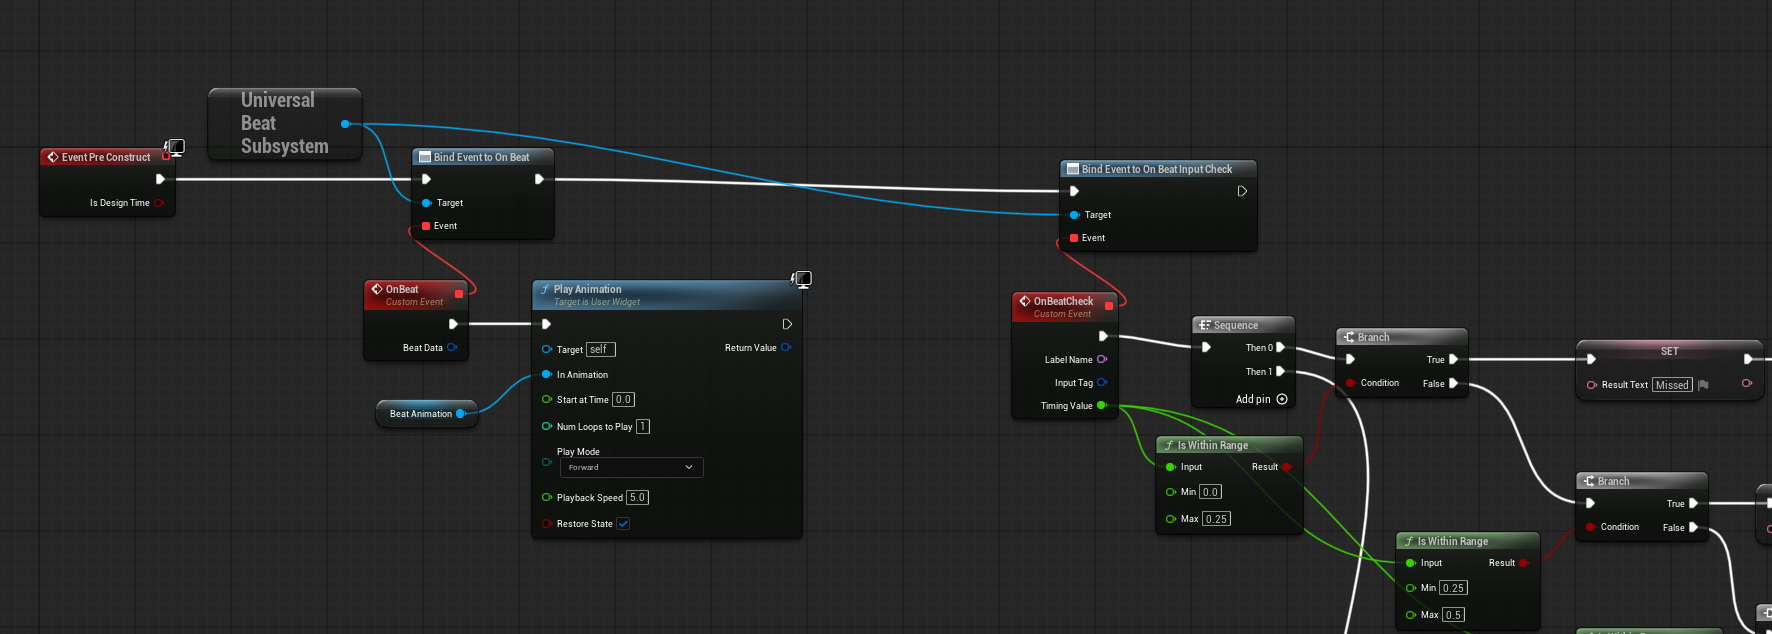 Universal
Beat
Subsystem
Event Pre Construct
Is Design Time
Bind Event to On Beat
Target
Event
Bind Event to On Beat Input Check
Target
Event
OnBeat
Custom Event
Beat Data
Play Animation
Target is User Widget
Target self
Return Value
In Animation
Start at Time 0.0
Num Loops to Play 1
Play Mode
Forward
Playback Speed 5.0
Restore State
Beat Animation
OnBeatCheck
Custom Event
Label Name
Input Tag
Timing Value
Sequence
Then 0
Then 1
Add pin
Branch
True
Condition False
SET
Result Text Missed
Is Within Range
Input Result
Min 0.0
Max 0.25
Branch
True
Condition False
Is Within Range
Input Result
Min 0.25
Max 0.5